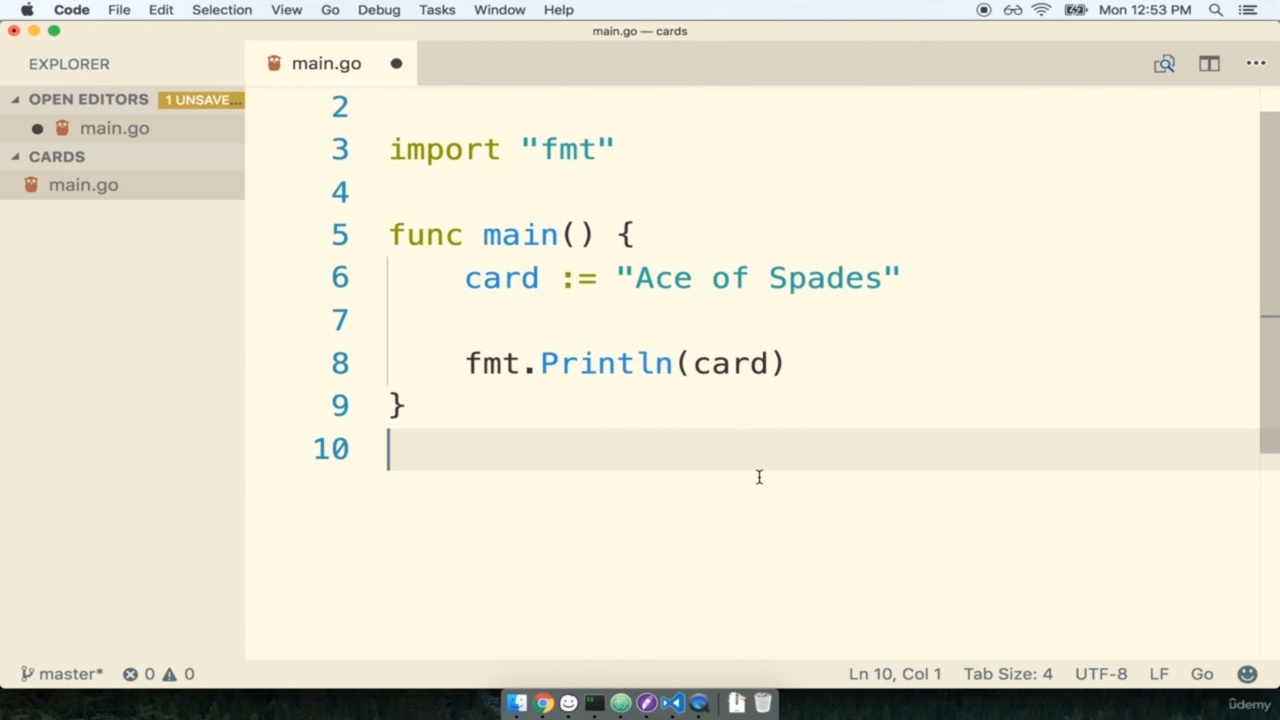 Code File Edit Selection View Go Debug Tasks Window Help Mon 12:53 PM
main.go — cards
EXPLORER
main.go
OPEN EDITORS 1 UNSAVE...
main.go
CARDS
main.go
2
3 import "fmt"
4
5 func main() {
6 card := "Ace of Spades"
7
8 fmt.Println(card)
9 }
10
master* 0 0 Ln 10, Col 1 Tab Size: 4 UTF-8 LF Go
udemy